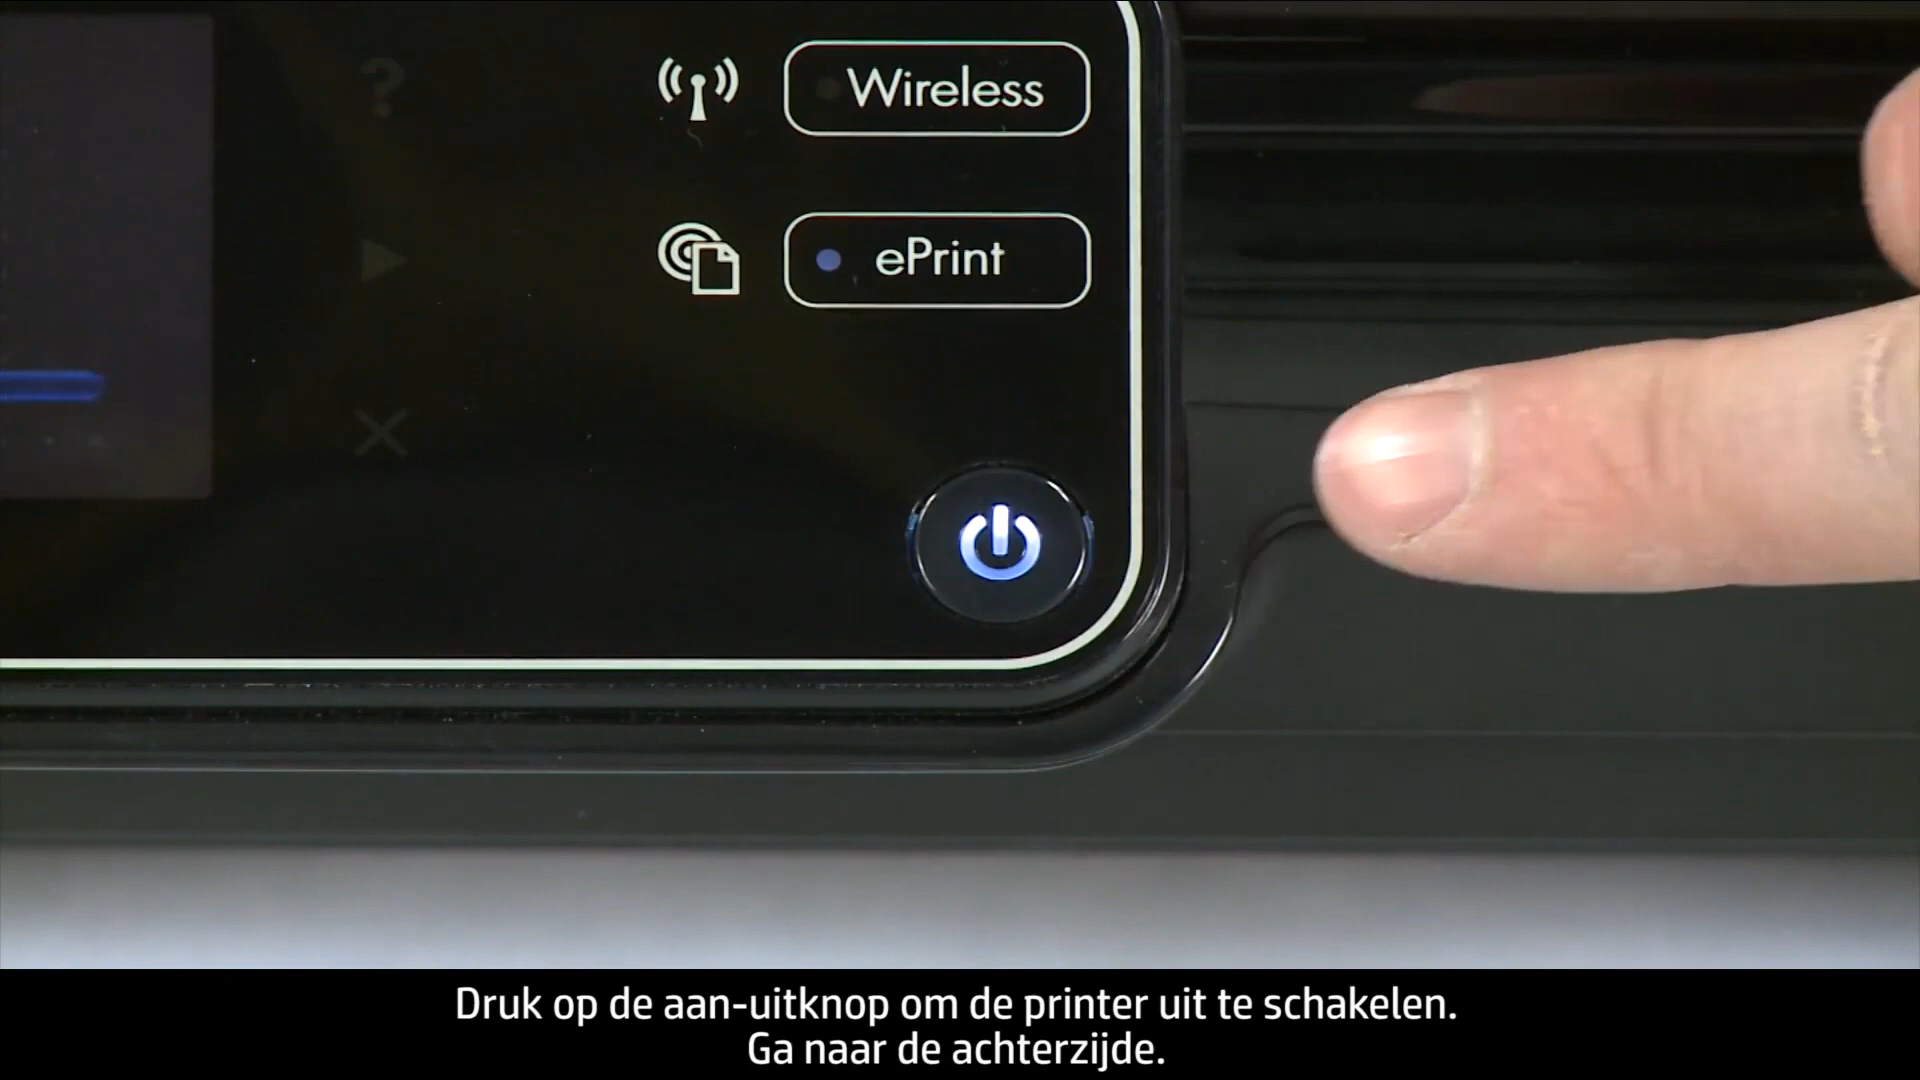 Wireless
ePrint
Druk op de aan-uitknop om de printer uit te schakelen.
Ga naar de achterzijde.